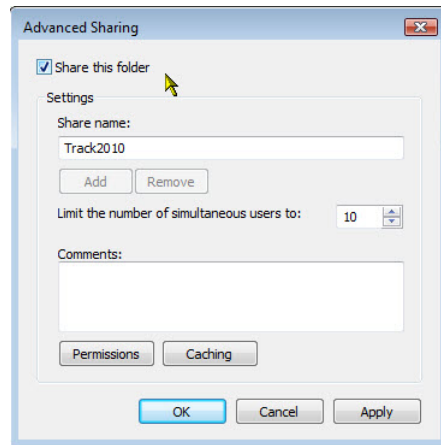 Advanced Sharing
Share this folder
Settings
Share name:
Track2010
Add Remove
Limit the number of simultaneous users to: 10
Comments:
Permissions Caching
OK Cancel Apply